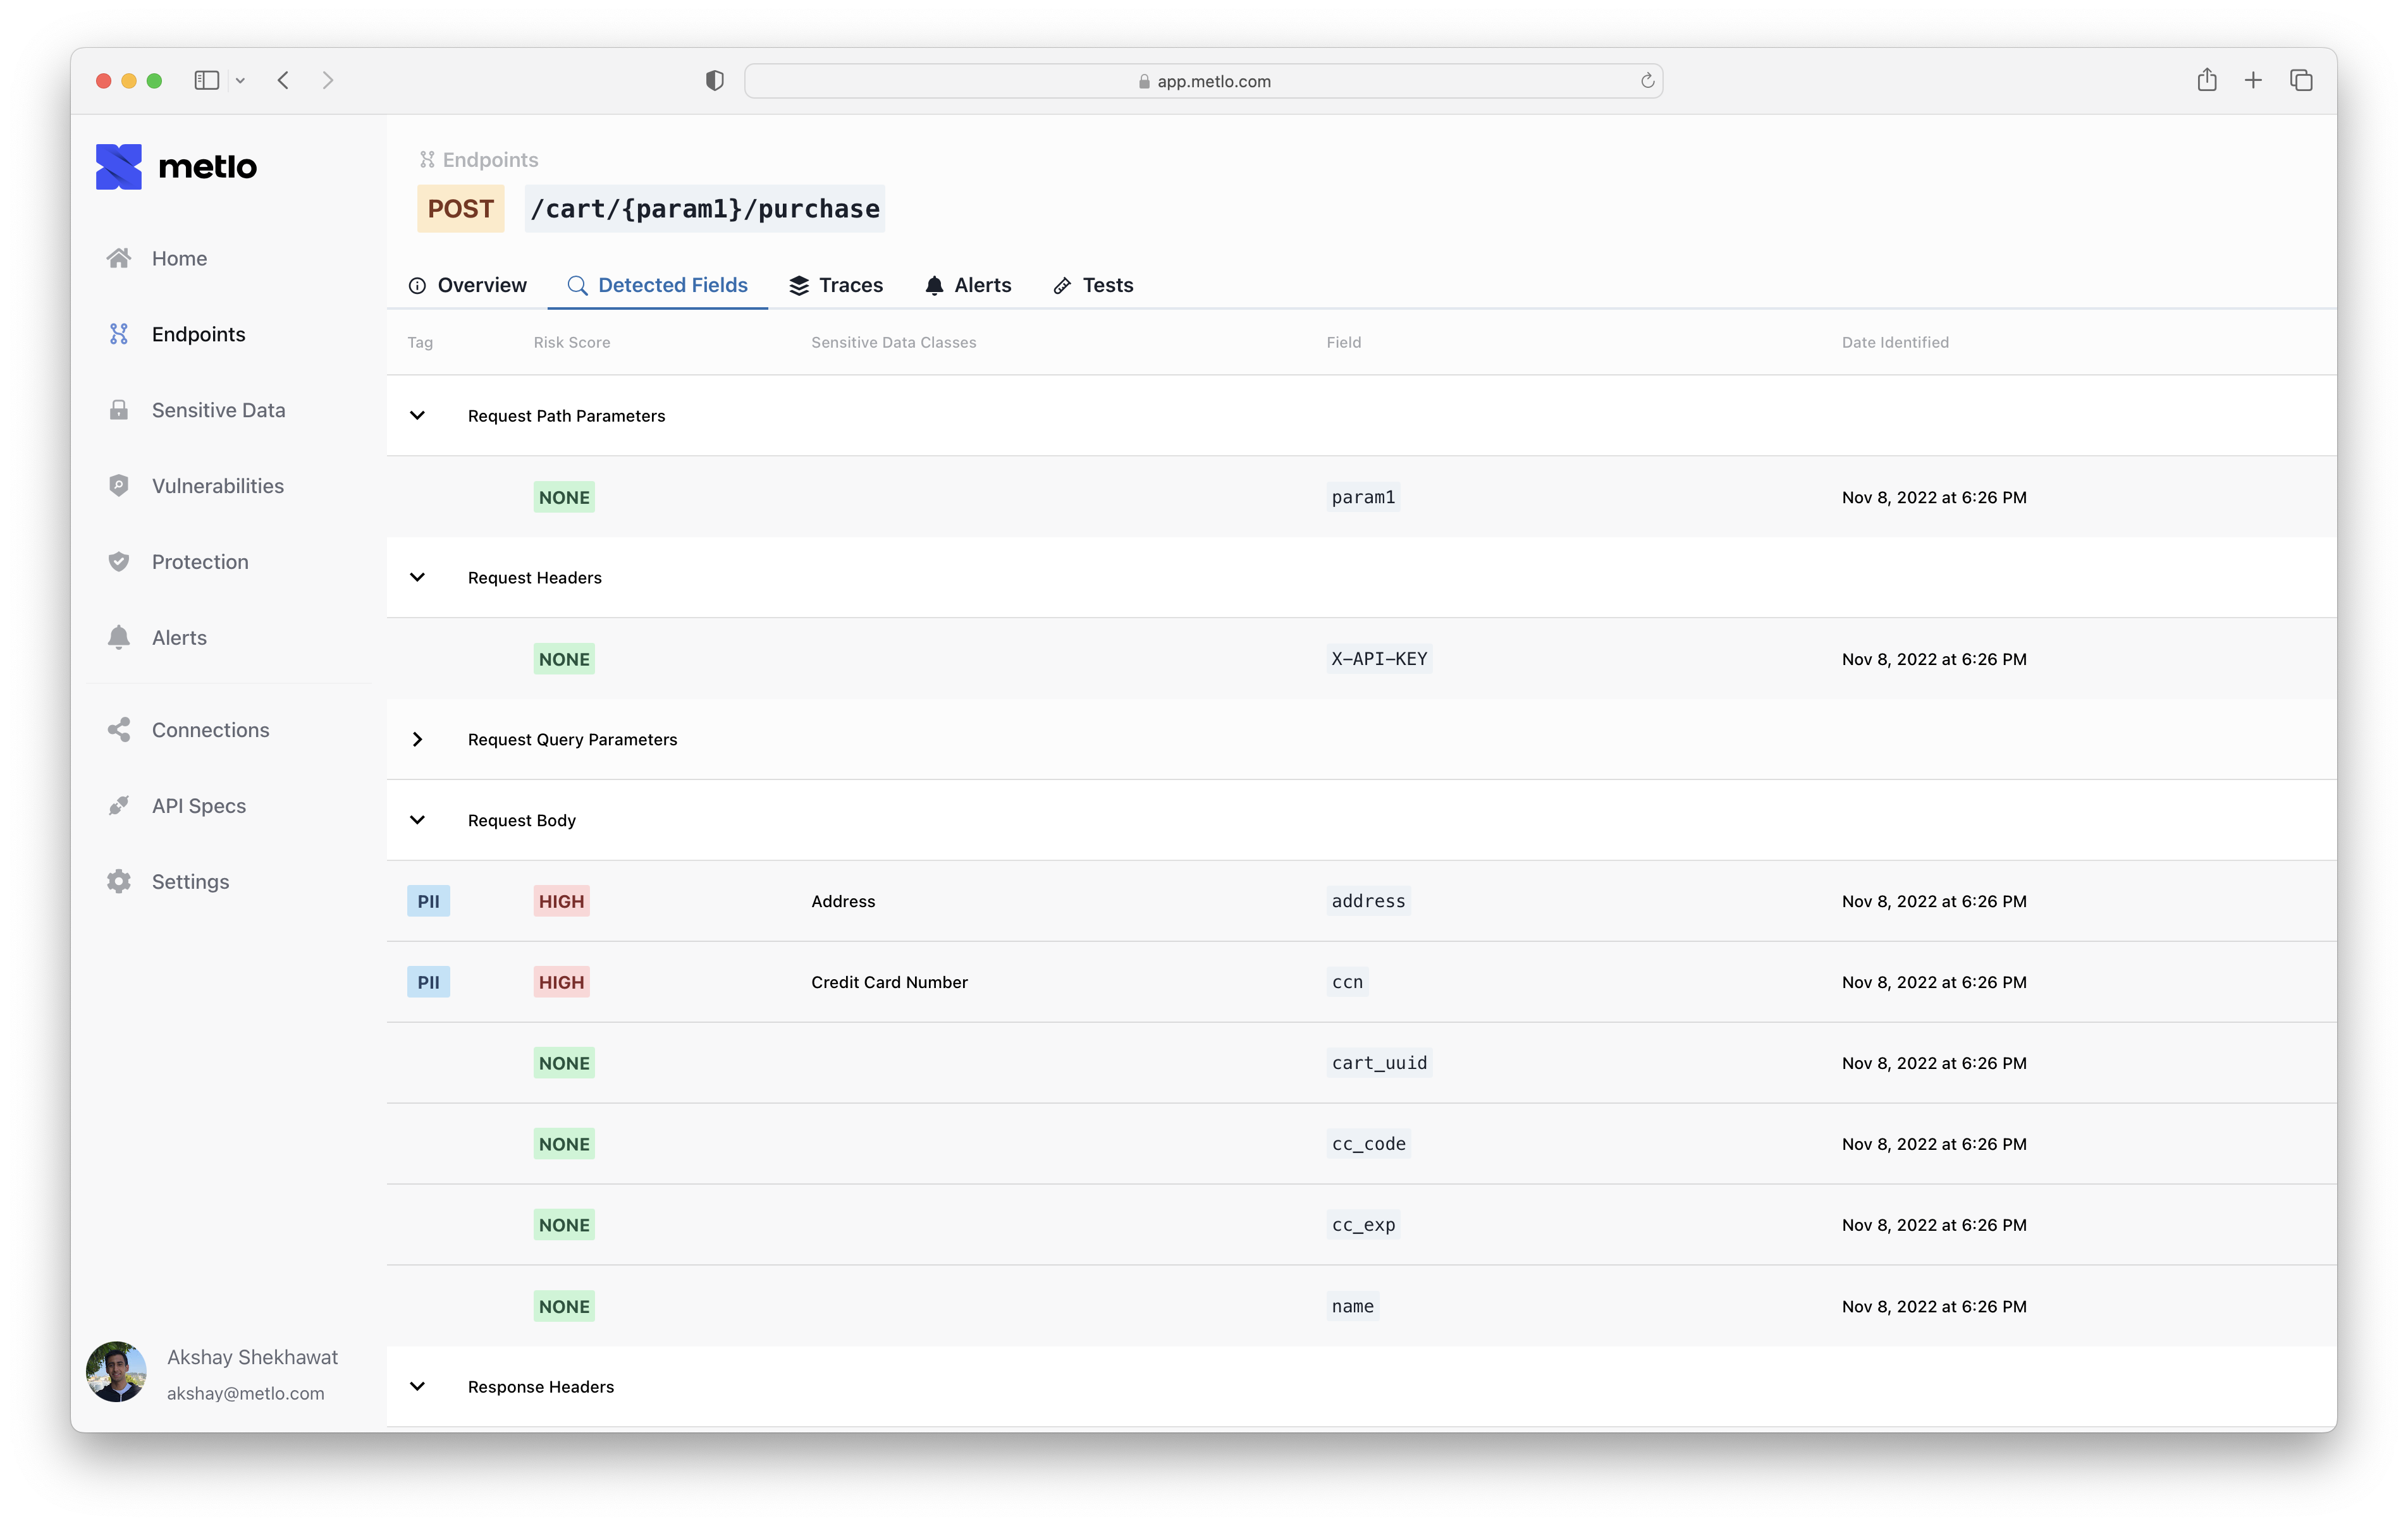 app.metlo.com
metlo
Home
Endpoints
Sensitive Data
Vulnerabilities
Protection
Alerts
Connections
API Specs
Settings
Akshay Shekhawat
akshay@metlo.com
Endpoints
POST /cart/{param1}/purchase
Overview Detected Fields Traces Alerts Tests
Tag Risk Score Sensitive Data Classes Field Date Identified
Request Path Parameters
NONE param1 Nov 8, 2022 at 6:26 PM
Request Headers
NONE X-API-KEY Nov 8, 2022 at 6:26 PM
Request Query Parameters
Request Body
PII HIGH Address address Nov 8, 2022 at 6:26 PM
PII HIGH Credit Card Number ccn Nov 8, 2022 at 6:26 PM
NONE cart_uuid Nov 8, 2022 at 6:26 PM
NONE cc_code Nov 8, 2022 at 6:26 PM
NONE cc_exp Nov 8, 2022 at 6:26 PM
NONE name Nov 8, 2022 at 6:26 PM
Response Headers